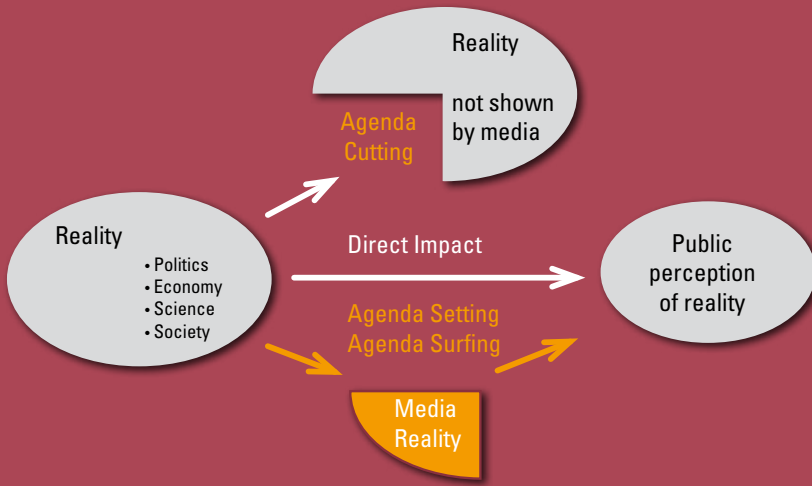 Reality
not shown
by media
Agenda
Cutting
Reality
• Politics
• Economy
• Science
• Society
Direct Impact
Agenda Setting
Agenda Surfing
Media
Reality
Public
perception
of reality